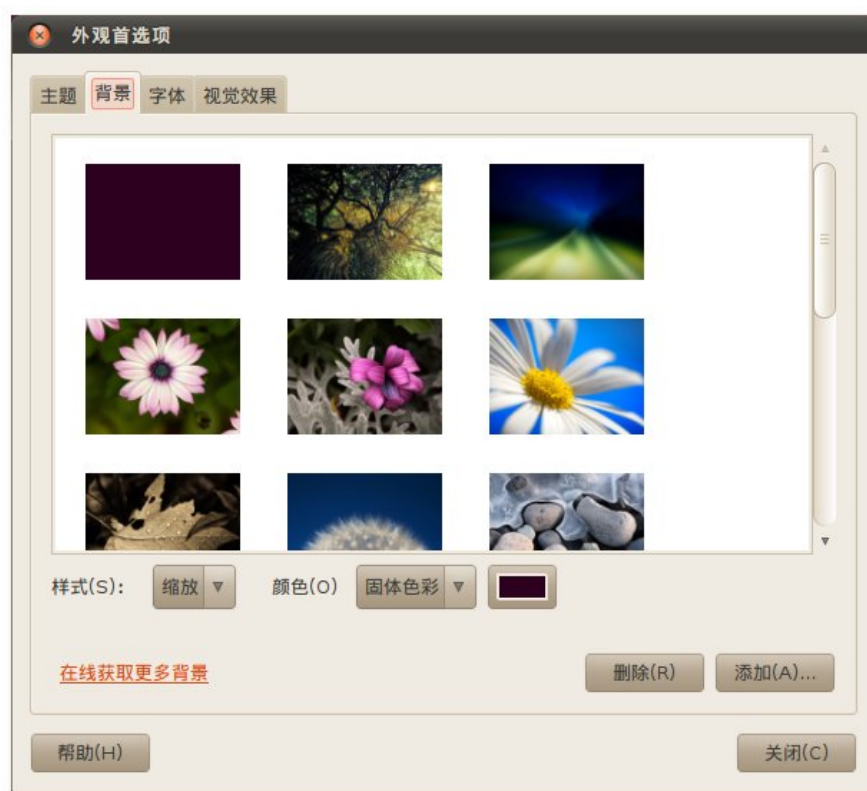 外观首选项
主题 背景 字体 视觉效果
样式(S): 缩放 颜色(O) 固体色彩
在线获取更多背景 删除(R) 添加(A)...
帮助(H) 关闭(C)